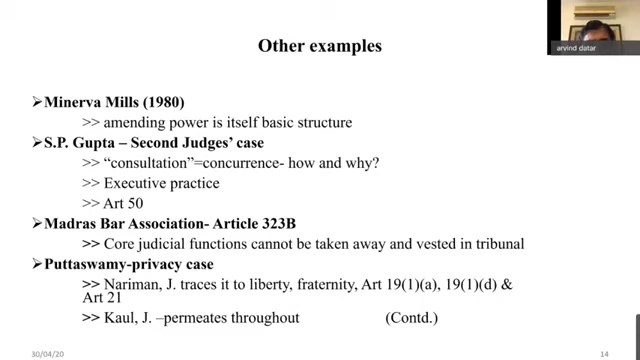 Other examples
arvind datar
➢Minerva Mills (1980)
>> amending power is itself basic structure
➢S.P. Gupta – Second Judges' case
>> “consultation”=concurrence- how and why?
>> Executive practice
>> Art 50
➢Madras Bar Association- Article 323B
>> Core judicial functions cannot be taken away and vested in tribunal
➢Puttaswamy-privacy case
>> Nariman, J. traces it to liberty, fraternity, Art 19(1)(a), 19(1)(d) &
Art 21
>> Kaul, J. –permeates throughout (Contd.)
30/04/20 14